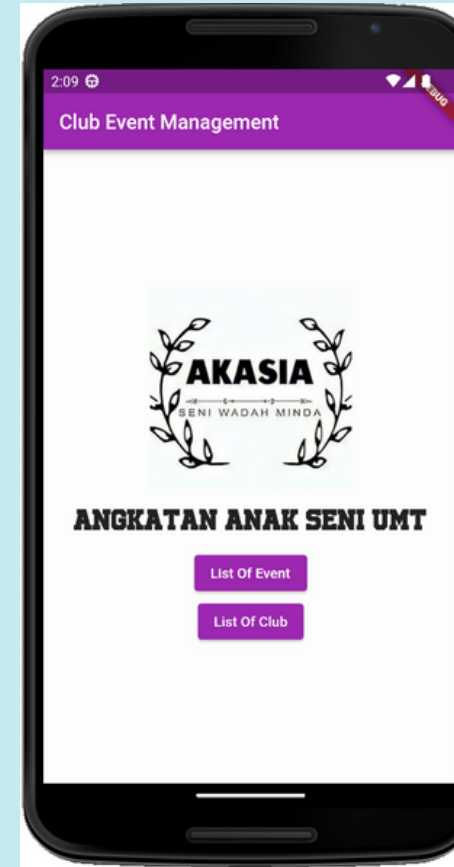 2:09
Club Event Management
AKASIA
SENI WADAH MINDA
ANGKATAN ANAK SENI UMT
List Of Event
List Of Club